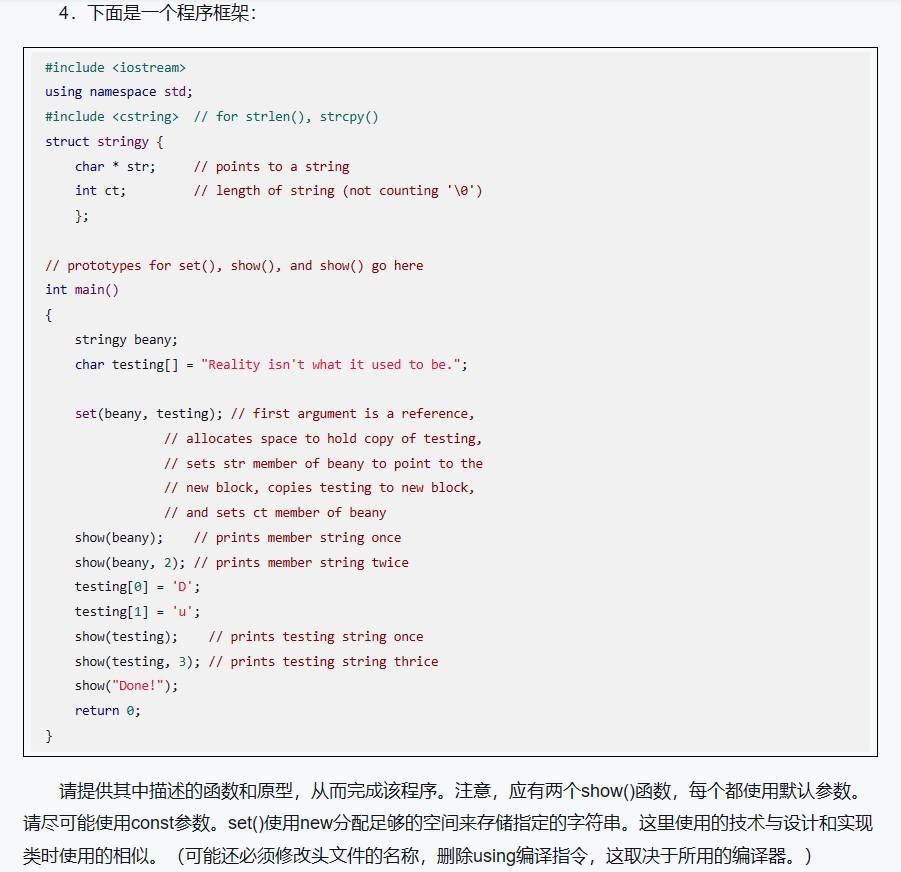 4．下面是一个程序框架：
#include <iostream>
using namespace std;
#include <cstring>  // for strlen(), strcpy()
struct stringy {
    char * str;     // points to a string
    int ct;         // length of string (not counting '\0')
    };
// prototypes for set(), show(), and show() go here
int main()
{
    stringy beany;
    char testing[] = "Reality isn't what it used to be.";
    set(beany, testing); // first argument is a reference,
                // allocates space to hold copy of testing,
                // sets str member of beany to point to the
                // new block, copies testing to new block,
                // and sets ct member of beany
    show(beany);    // prints member string once
    show(beany, 2); // prints member string twice
    testing[0] = 'D';
    testing[1] = 'u';
    show(testing);    // prints testing string once
    show(testing, 3); // prints testing string thrice
    show("Done!");
    return 0;
}
请提供其中描述的函数和原型，从而完成该程序。注意，应有两个show()函数，每个都使用默认参数。
请尽可能使用const参数。set()使用new分配足够的空间来存储指定的字符串。这里使用的技术与设计和实现
类时使用的相似。（可能还必须修改头文件的名称，删除using编译指令，这取决于所用的编译器。）